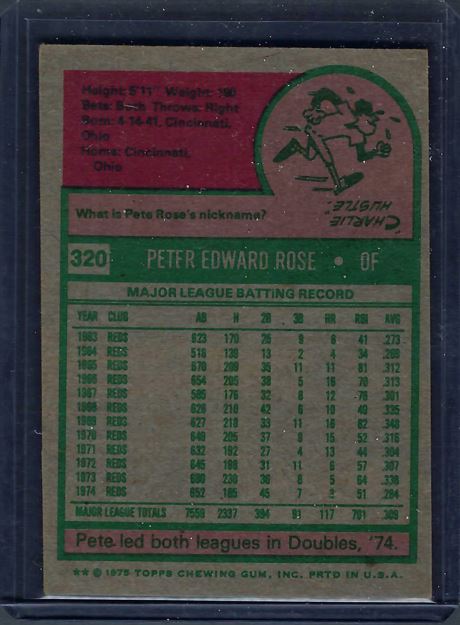 Height: 5'11" Weight: 190
Bats: Both Throws: Right
Born: 4-14-41, Cincinnati,
Ohio
Home: Cincinnati,
Ohio
What is Pete Rose's nickname?
"CHARLIE
HUSTLE"
320 PETER EDWARD ROSE • OF
MAJOR LEAGUE BATTING RECORD
YEAR CLUB AB H 2B 3B HR RBI AVG
1963 REDS 623 170 25 9 6 41 .273
1964 REDS 516 139 13 2 4 34 .269
1965 REDS 670 209 35 11 11 81 .312
1966 REDS 654 205 38 5 16 70 .313
1967 REDS 585 176 32 8 12 76 .301
1968 REDS 626 210 42 6 10 49 .335
1969 REDS 627 218 33 11 16 82 .348
1970 REDS 649 205 37 9 15 52 .316
1971 REDS 632 192 27 4 13 44 .304
1972 REDS 645 198 31 11 6 57 .307
1973 REDS 680 230 36 8 5 64 .338
1974 REDS 652 185 45 7 3 51 .284
MAJOR LEAGUE TOTALS 7559 2337 394 91 117 701 .309
Pete led both leagues in Doubles, '74.
** © 1975 TOPPS CHEWING GUM, INC. PRTD IN U.S.A.